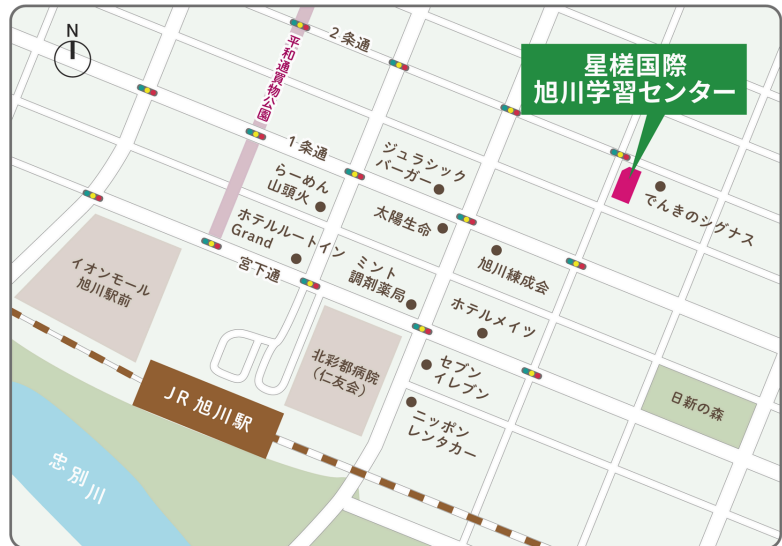 N
2条通
平和通買物公園
星槎国際
旭川学習センター
1条通
ジュラシック
バーガー
らーめん
山頭火
でんきのシグナス
太陽生命
ホテルルートイン
Grand
旭川練成会
イオンモール
旭川駅前
宮下通
ミント
調剤薬局
ホテルメイツ
北彩都病院
(仁友会)
セブン
イレブン
日新の森
JR旭川駅
ニッポン
レンタカー
忠別川